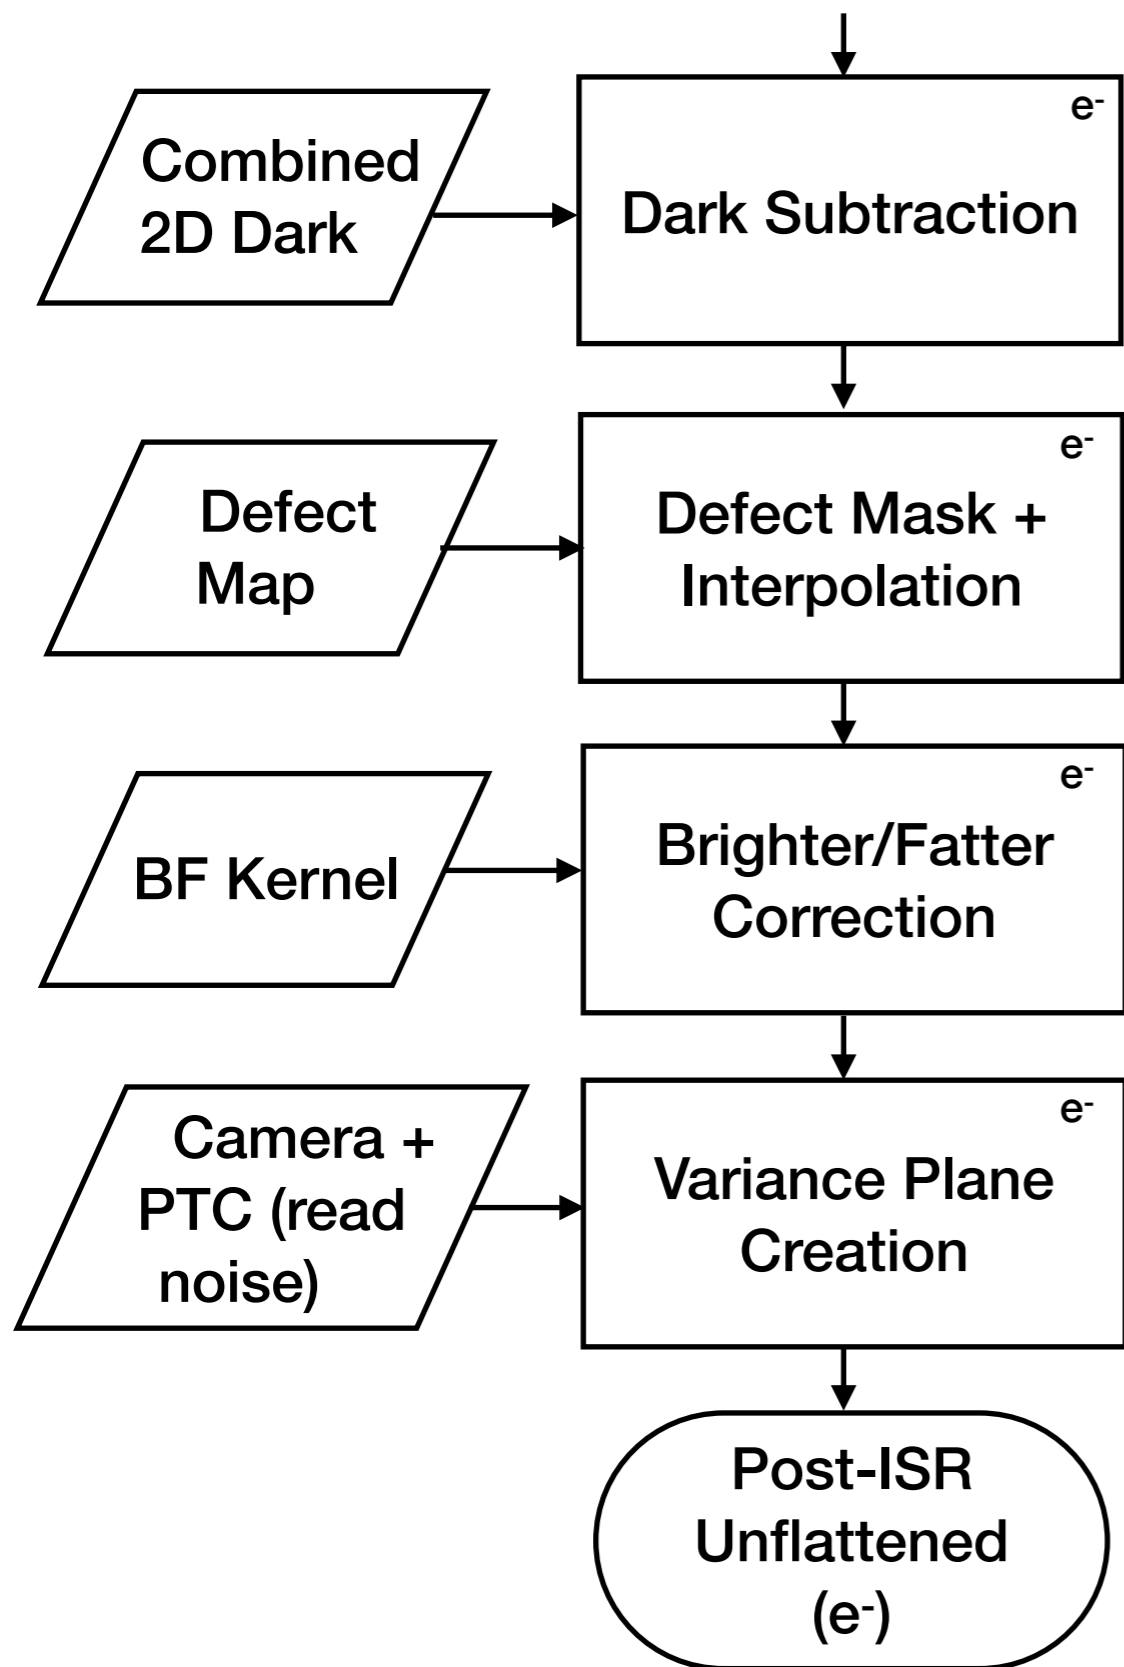 Combined
2D Dark
e-
Dark Subtraction
Defect
Map
e-
Defect Mask +
Interpolation
BF Kernel
e-
Brighter/Fatter
Correction
Camera +
PTC (read
noise)
e-
Variance Plane
Creation
Post-ISR
Unflattened
(e-)